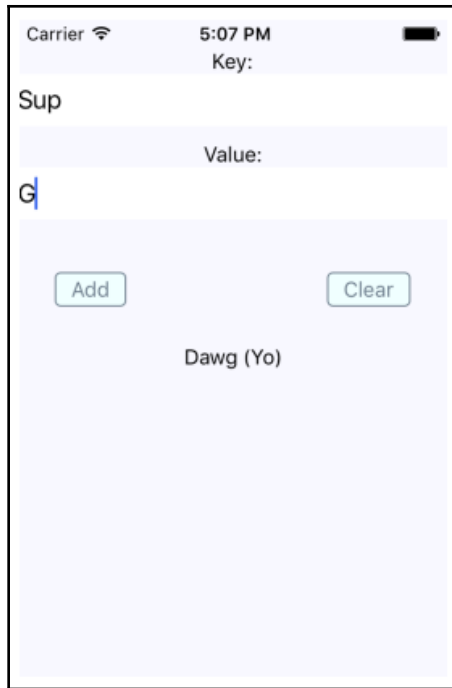 Carrier 5:07 PM
Key:
Sup
Value:
G
Add Clear
Dawg (Yo)